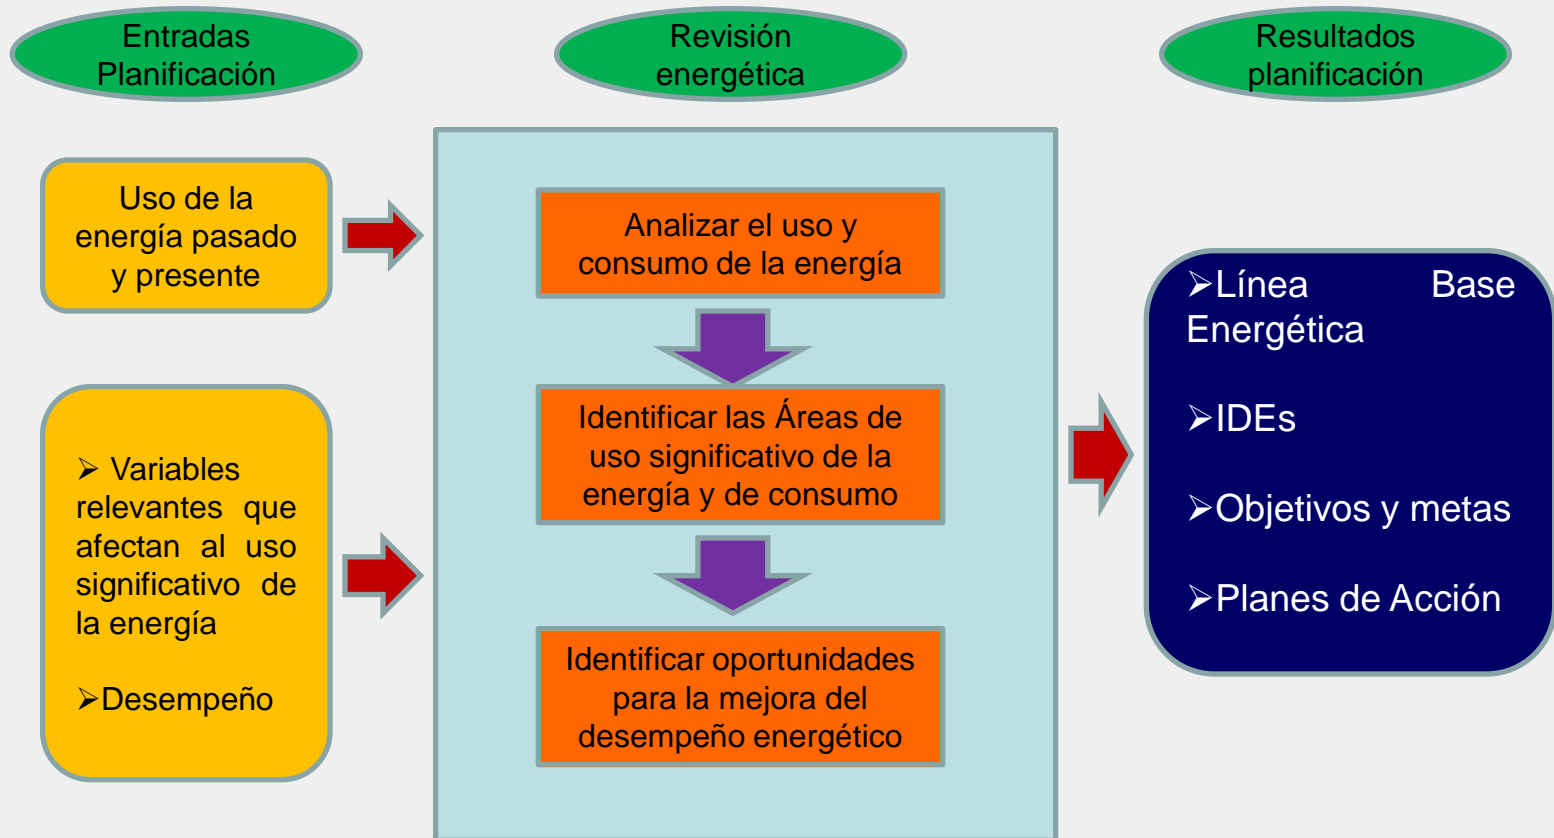 Entradas
Planificación
Revisión
energética
Resultados
planificación
Uso de la
energía pasado
y presente
➢ Variables
relevantes que
afectan al uso
significativo de
la energía
➢Desempeño
Analizar el uso y
consumo de la energía
Identificar las Áreas de
uso significativo de la
energía y de consumo
Identificar oportunidades
para la mejora del
desempeño energético
➢Línea Base
Energética
➢IDEs
➢Objetivos y metas
➢Planes de Acción